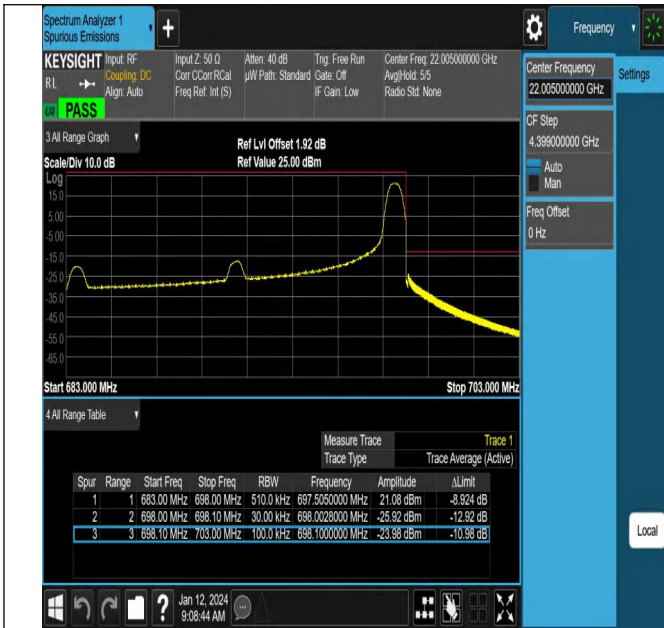 Spectrum Analyzer 1
Spurious Emissions
+
Frequency
KEYSIGHT Input: RF Input Z: 50 Ω Atten: 40 dB Trig: Free Run Center Freq: 22.005000000 GHz
RL Coupling: DC Corr CCorr RCal µW Path: Standard Gate: Off Avg|Hold: 5/5
Align: Auto Freq Ref: Int (S) IF Gain: Low Radio Std: None
PASS
Center Frequency
22.005000000 GHz
Settings
CF Step
4.399000000 GHz
Auto
Man
Freq Offset
0 Hz
3 All Range Graph
Ref Lvl Offset 1.92 dB
Scale/Div 10.0 dB Ref Value 25.00 dBm
Log
15.0
5.00
-5.00
-15.0
-25.0
-35.0
-45.0
-55.0
-65.0
Start 683.000 MHz Stop 703.000 MHz
4 All Range Table
Measure Trace Trace 1
Trace Type Trace Average (Active)
Spur Range Start Freq Stop Freq RBW Frequency Amplitude ΔLimit
1 1 683.00 MHz 698.00 MHz 510.0 kHz 697.5050000 MHz 21.08 dBm -8.924 dB
2 2 698.00 MHz 698.10 MHz 30.00 kHz 698.0028000 MHz -25.92 dBm -12.92 dB
3 3 698.10 MHz 703.00 MHz 100.0 kHz 698.1000000 MHz -23.98 dBm -10.98 dB
Local
? Jan 12, 2024
9:08:44 AM